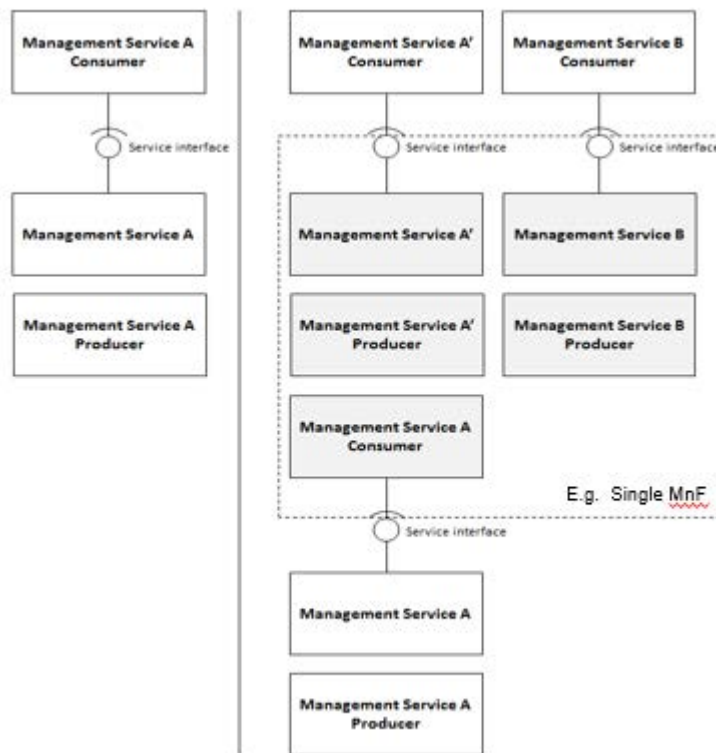 Management Service A
Consumer
Service interface
Management Service A
Management Service A
Producer
Management Service A'
Consumer
Management Service B
Consumer
Service interface
Service interface
Management Service A'
Management Service B
Management Service A'
Producer
Management Service B
Producer
Management Service A
Consumer
E.g. Single MnF
Service interface
Management Service A
Management Service A
Producer